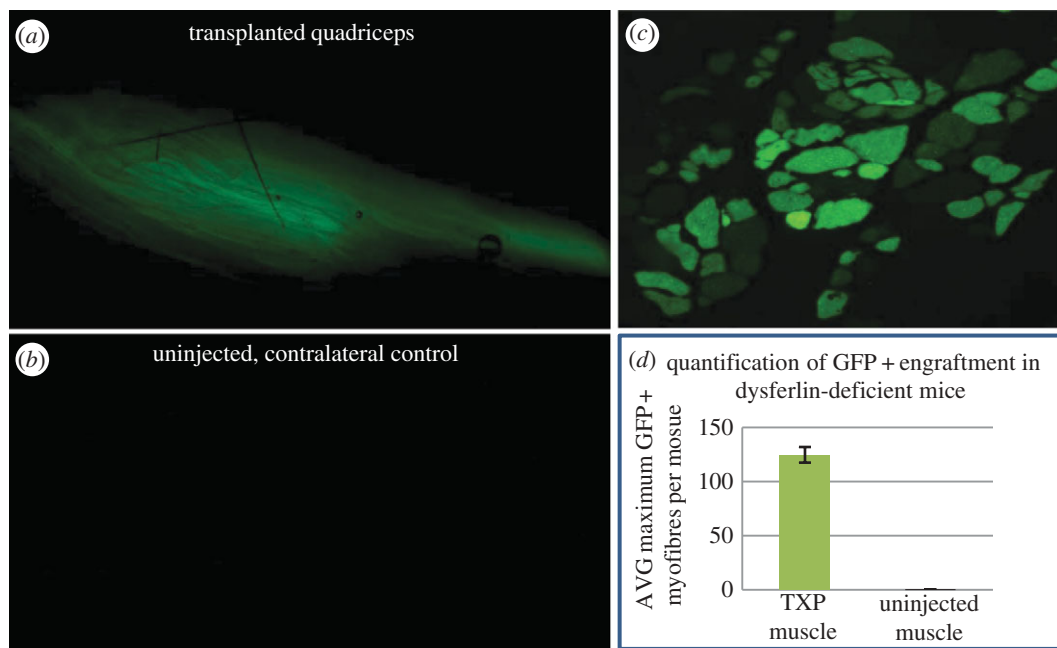 (a) transplanted quadriceps
(b) uninjected, contralateral control
(c)
(d) quantification of GFP + engraftment in
dysferlin-deficient mice
AVG maximum GFP+
myofibres per mosue
150
100
50
0
TXP
muscle
uninjected
muscle